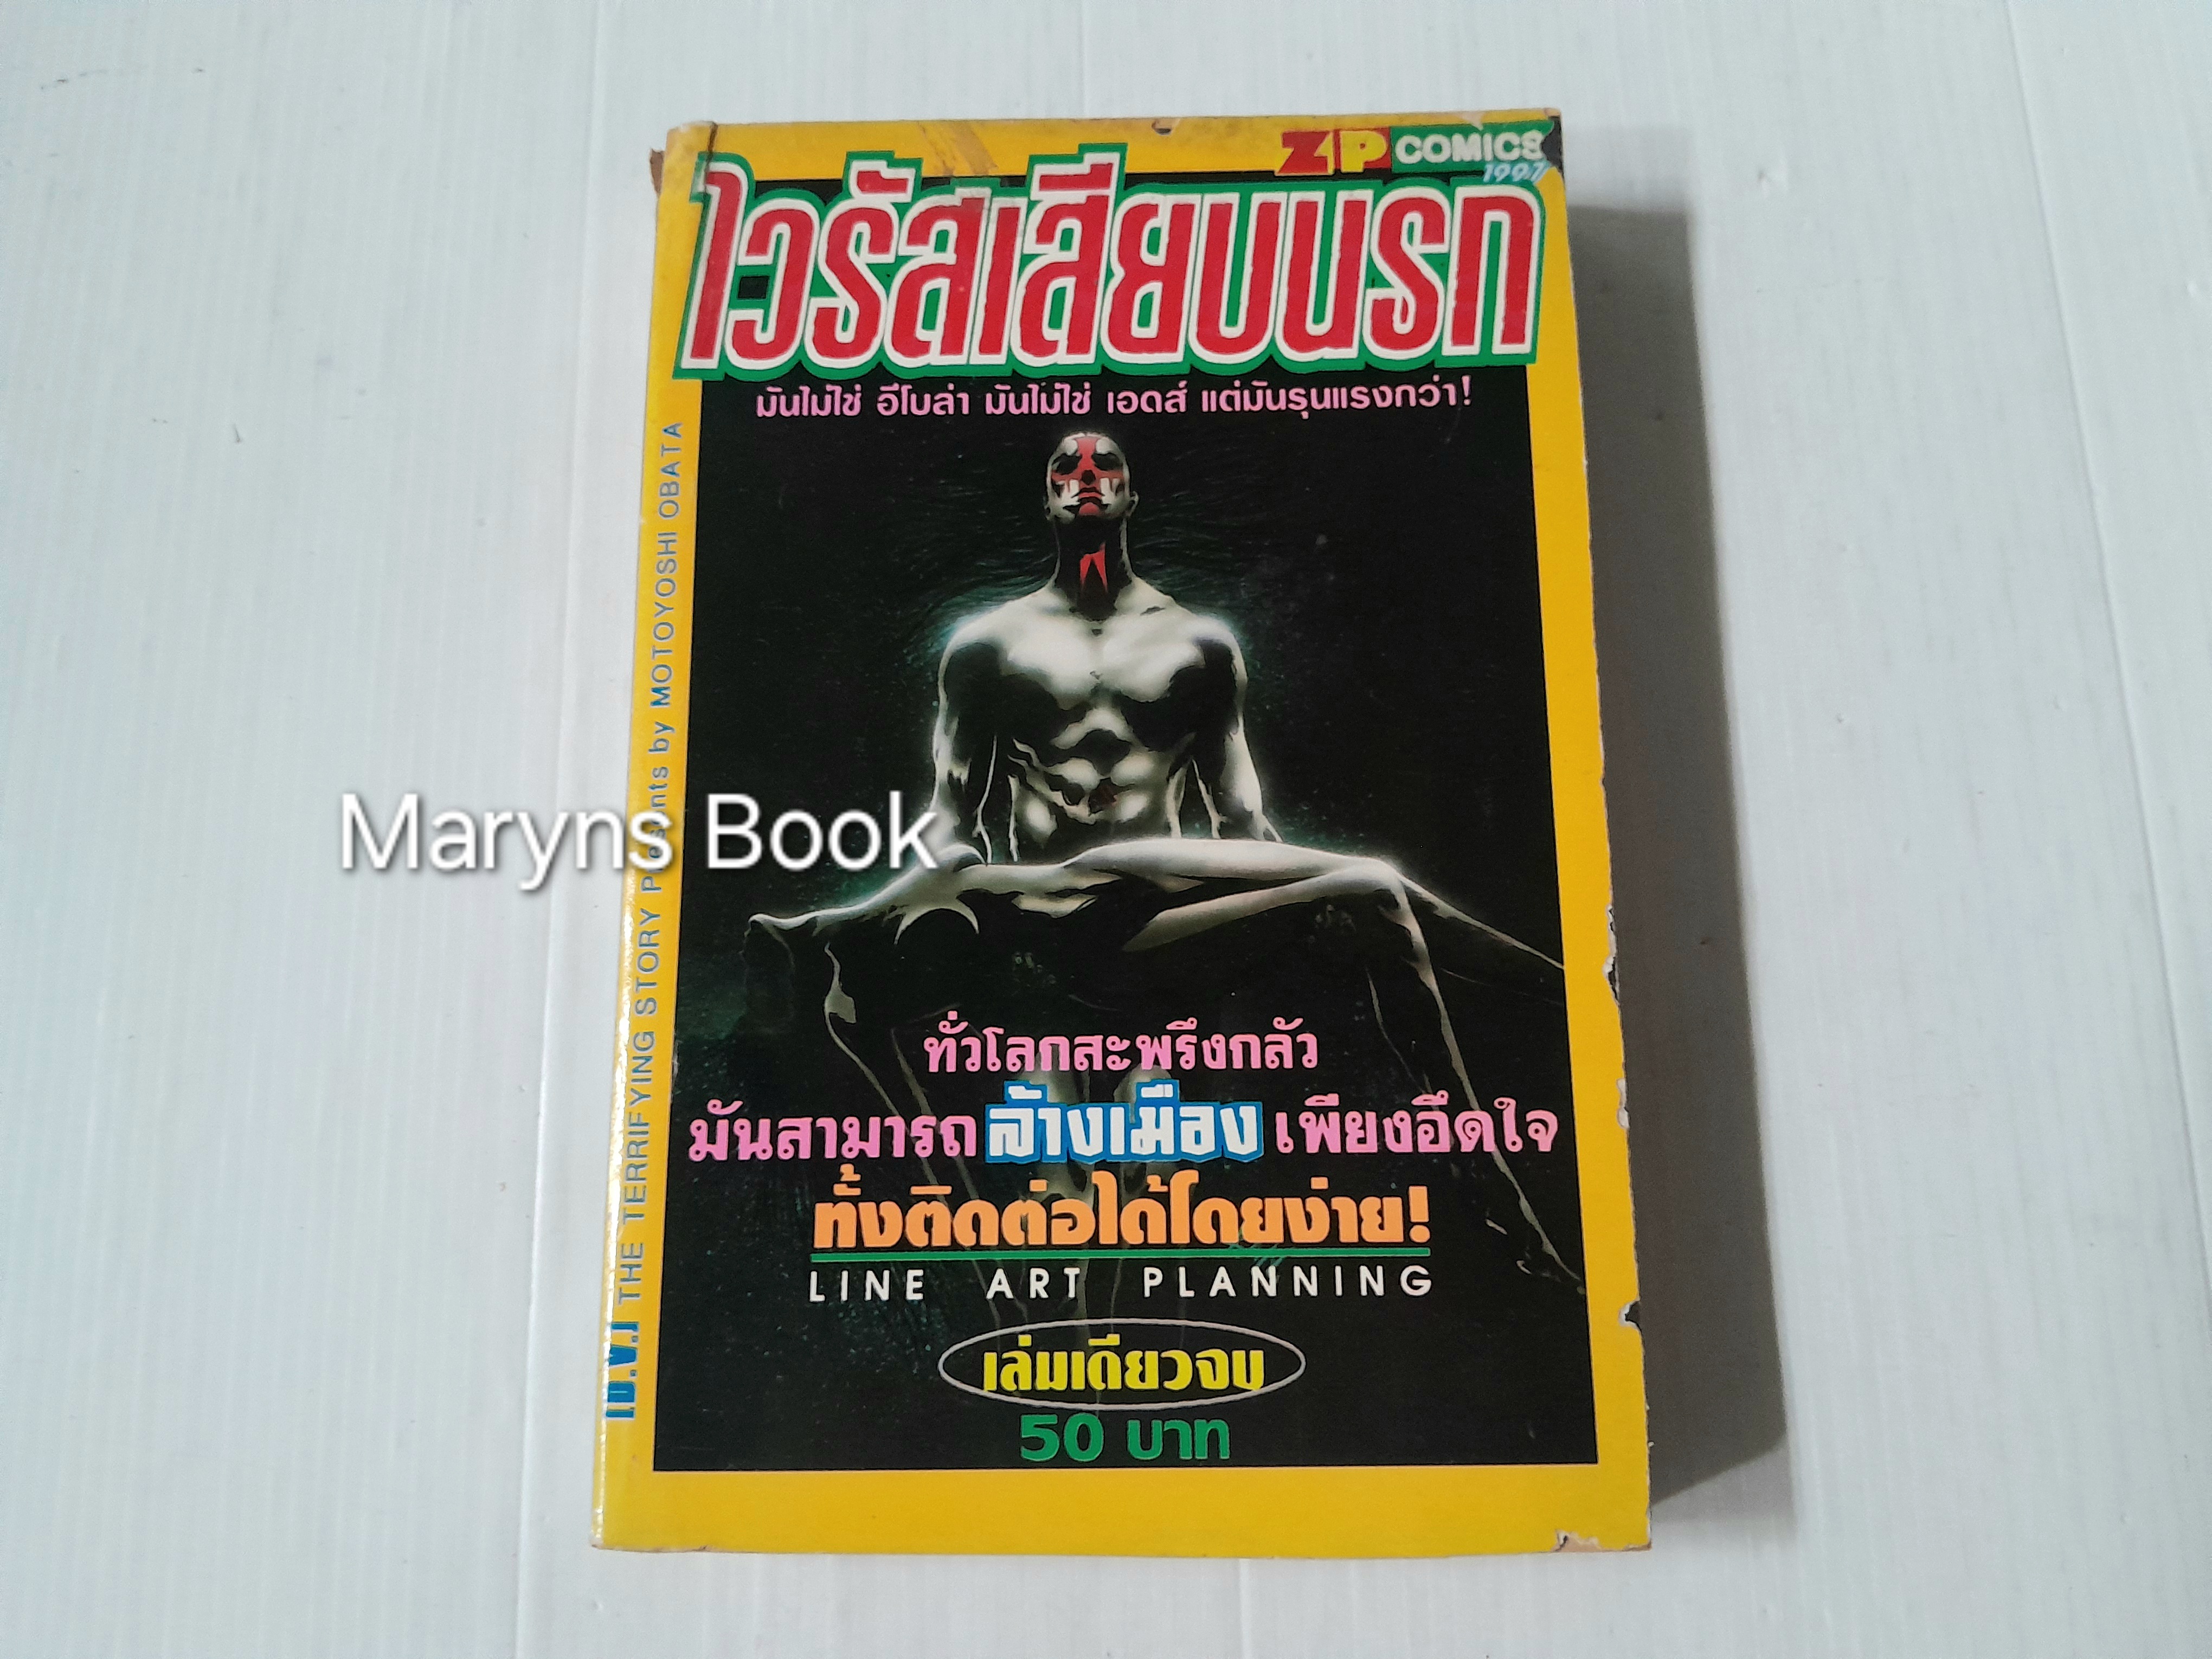 ZP COMICS
1997
ไวรัสเสียบนรก
มันไม่ใช่ อีโบล่า มันไม่ใช่ เอดส์ แต่มันรุนแรงกว่า!
THE TERRIFYING STORY Presents by MOTOYOSHI OBATA
Maryns Book
ทั่วโลกสะพรึงกลัว
มันสามารถล้างเมืองเพียงอึดใจ
ทั้งติดต่อได้โดยง่าย!
LINE ART PLANNING
เล่มเดียวจบ
50 บาท